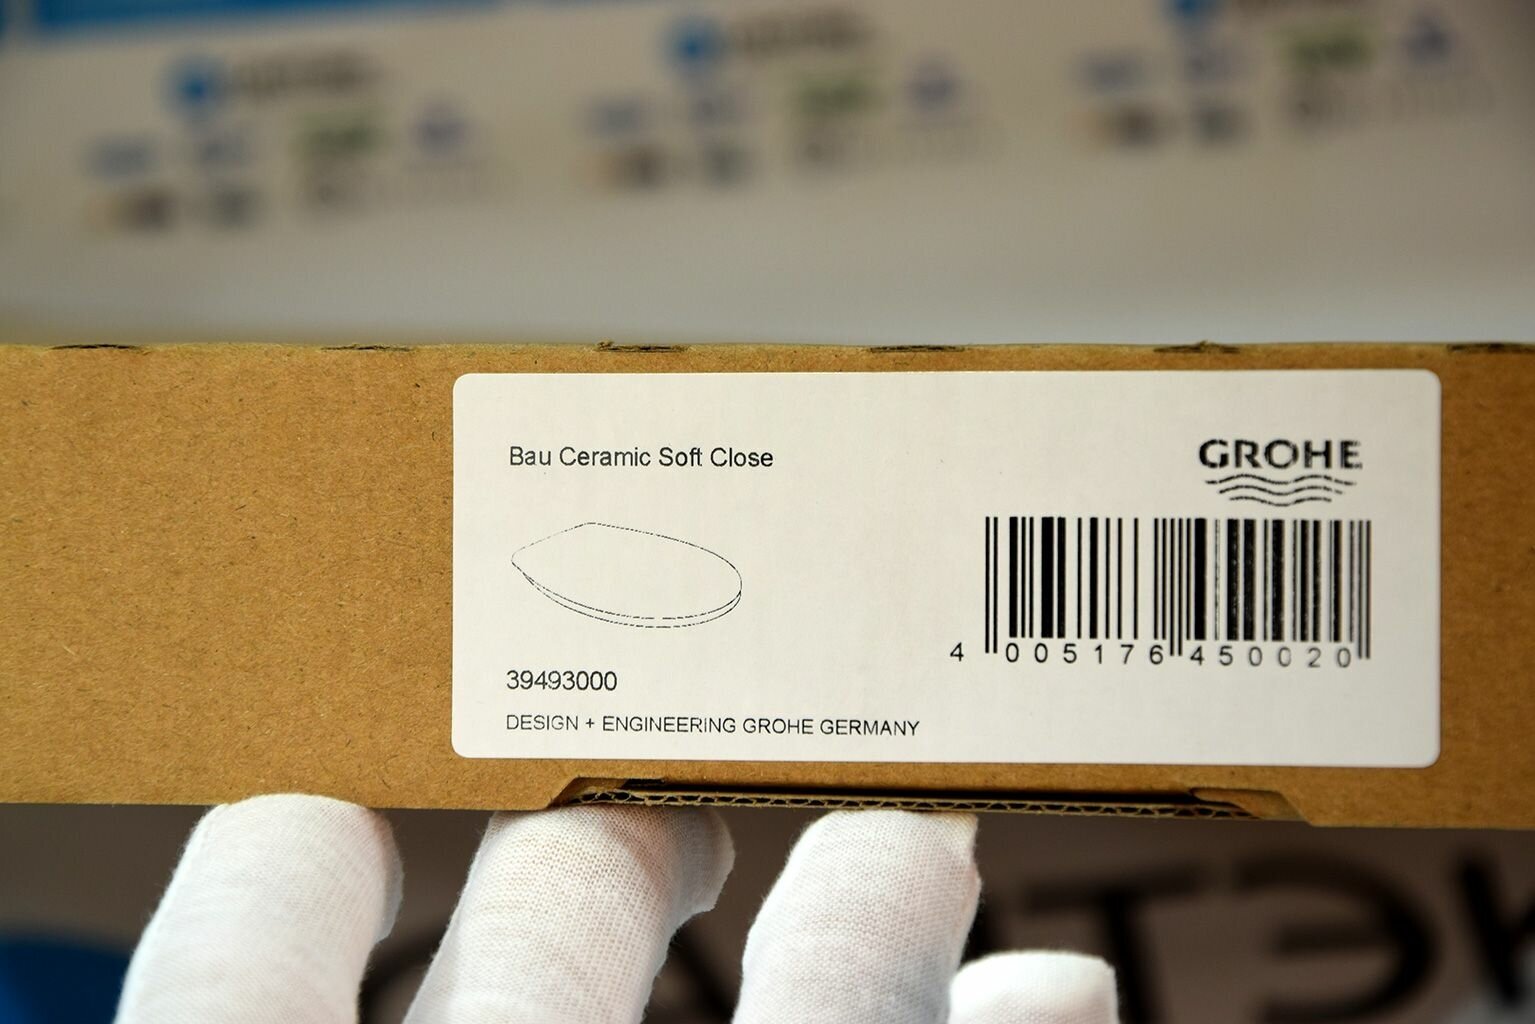 Bau Ceramic Soft Close
GROHE
4 005176 450020
39493000
DESIGN + ENGINEERING GROHE GERMANY